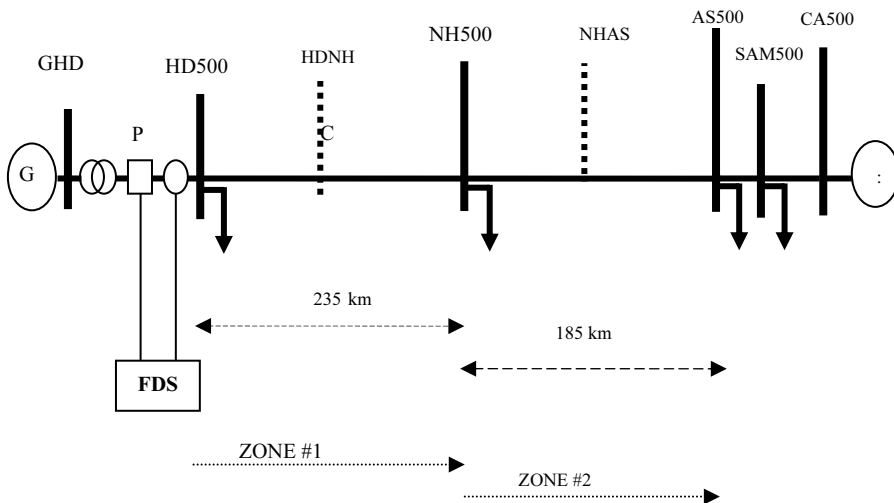 GHD
HD500
HDNH
NH500
NHAS
AS500
CA500
SAM500
P
C
G
:
235 km
185 km
FDS
ZONE #1
ZONE #2